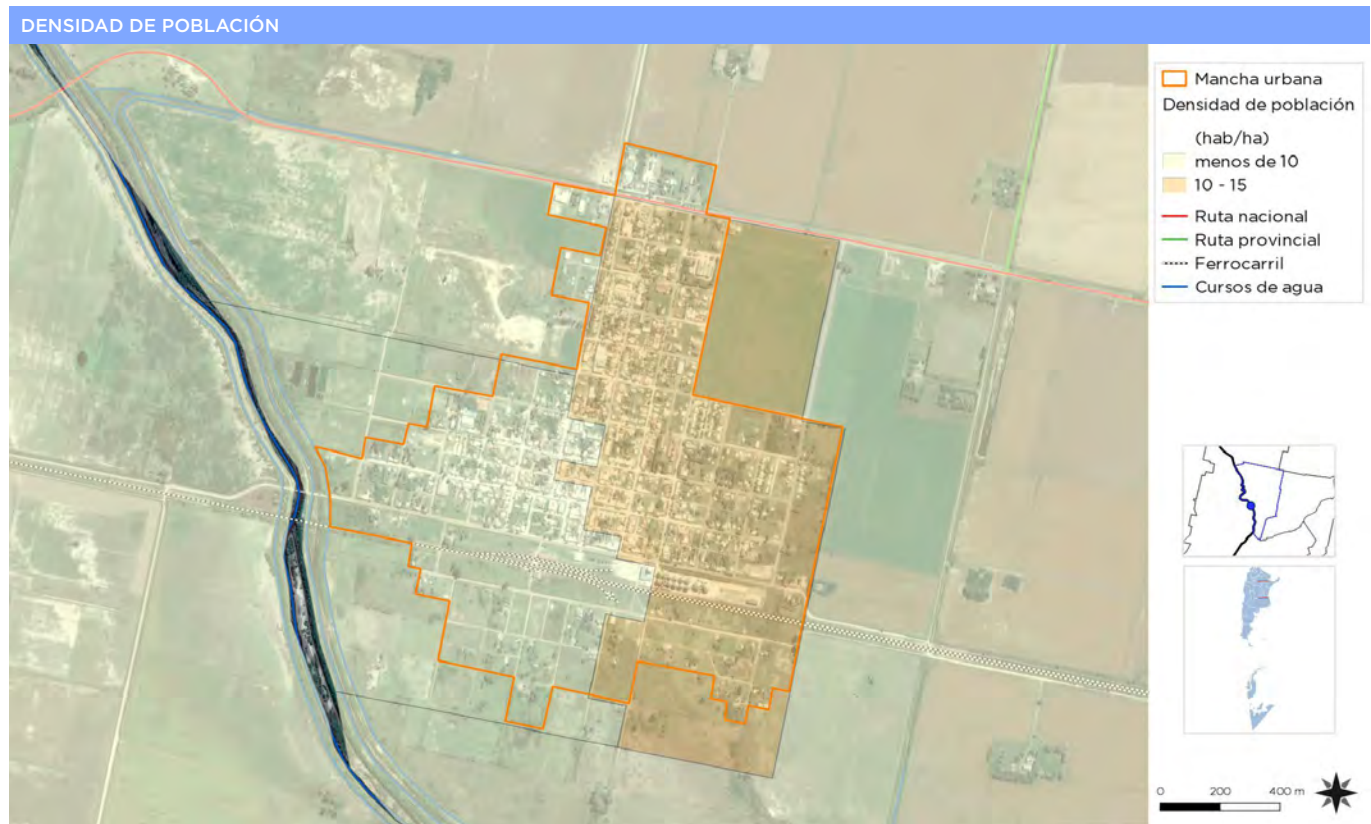 DENSIDAD DE POBLACIÓN
Mancha urbana
Densidad de población
(hab/ha)
menos de 10
10 - 15
Ruta nacional
Ruta provincial
Ferrocarril
Cursos de agua
0 200 400 m